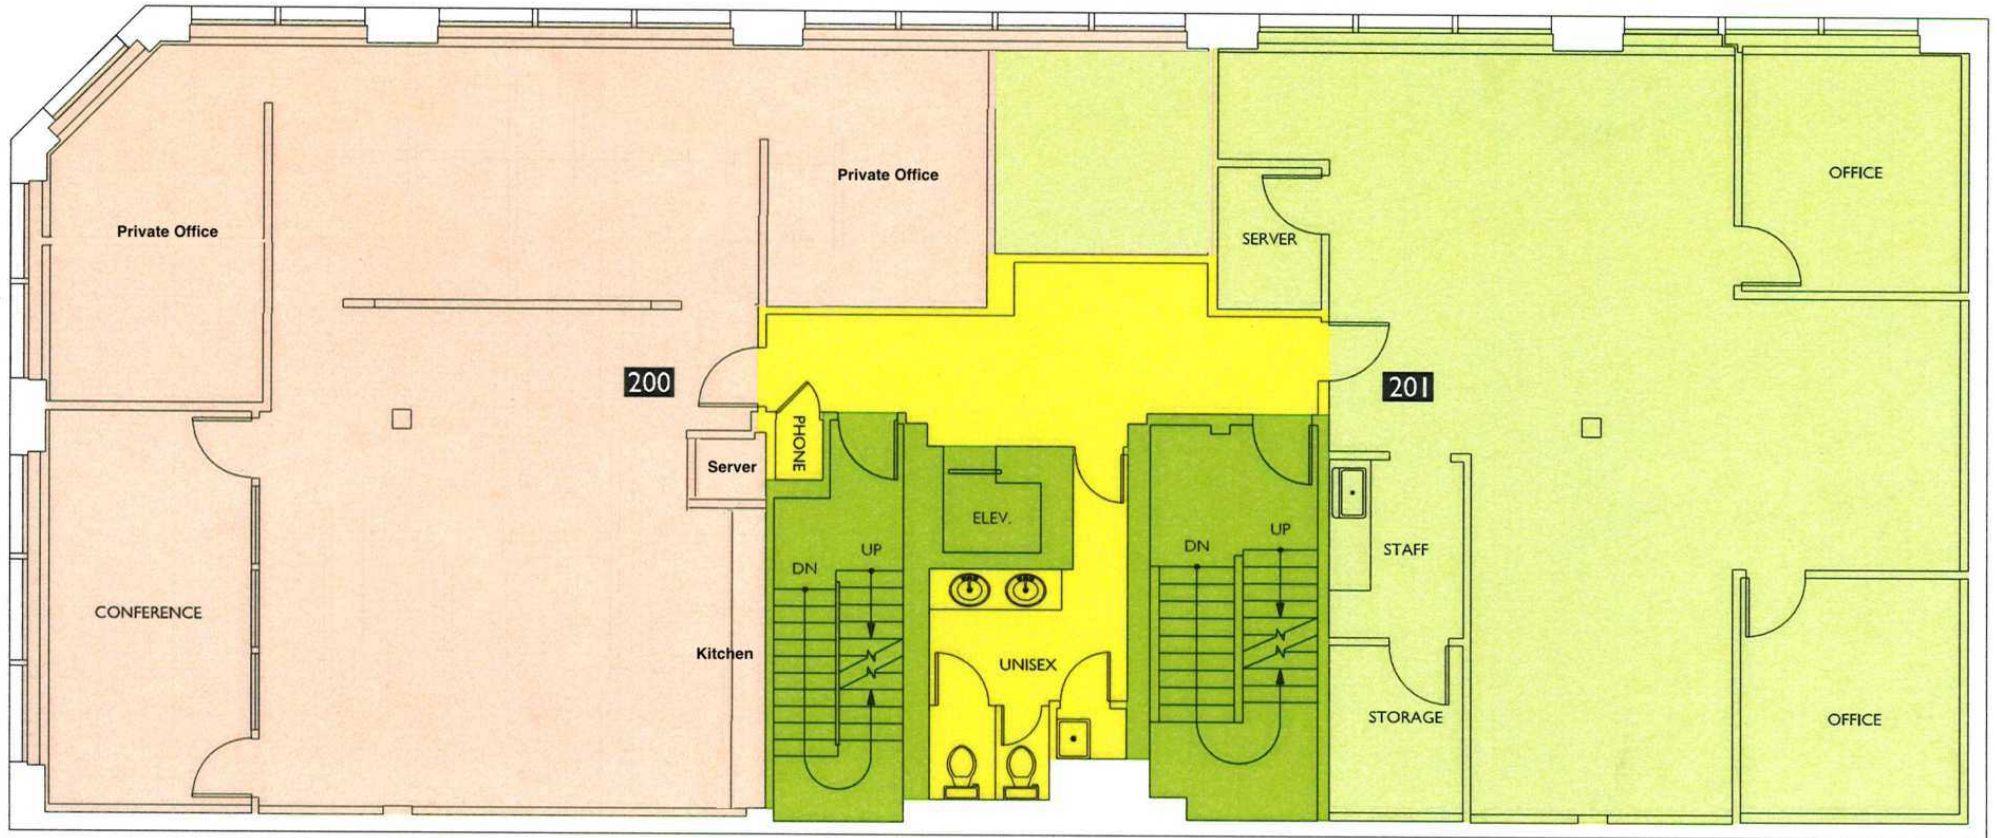 Private Office
OFFICE
Private Office
SERVER
200
201
PHONE
Server
ELEV.
UP
DN
STAFF
UP
DN
CONFERENCE
Kitchen
UNISEX
STORAGE
OFFICE